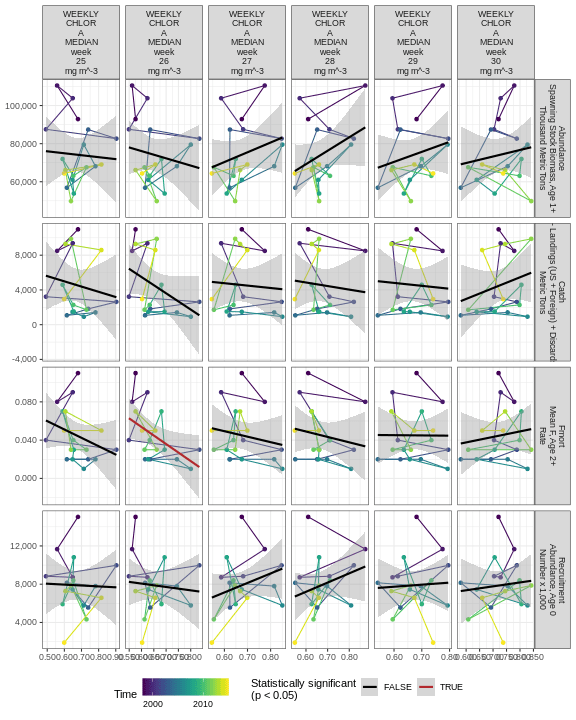 WEEKLY CHLOR A MEDIAN week 25 mg m^-3
WEEKLY CHLOR A MEDIAN week 26 mg m^-3
WEEKLY CHLOR A MEDIAN week 27 mg m^-3
WEEKLY CHLOR A MEDIAN week 28 mg m^-3
WEEKLY CHLOR A MEDIAN week 29 mg m^-3
WEEKLY CHLOR A MEDIAN week 30 mg m^-3
100,000
80,000
60,000
Abundance
Spawning Stock Biomass, Age 1+
Thousand Metric Tons
8,000
4,000
0
-4,000
Catch
- Landings (US + Foreign) + Discard
Metric Tons
0.080
0.040
0.000
Fmort
Mean F, Age 2+
Rate
12,000
8,000
4,000
Recruitment
Abundance, Age 0
Number x 1,000
0.60 0.70 0.80
0.60 0.70 0.80
0.60 0.70
Time
2000 2010
Statistically significant
(p < 0.05)
FALSE
TRUE